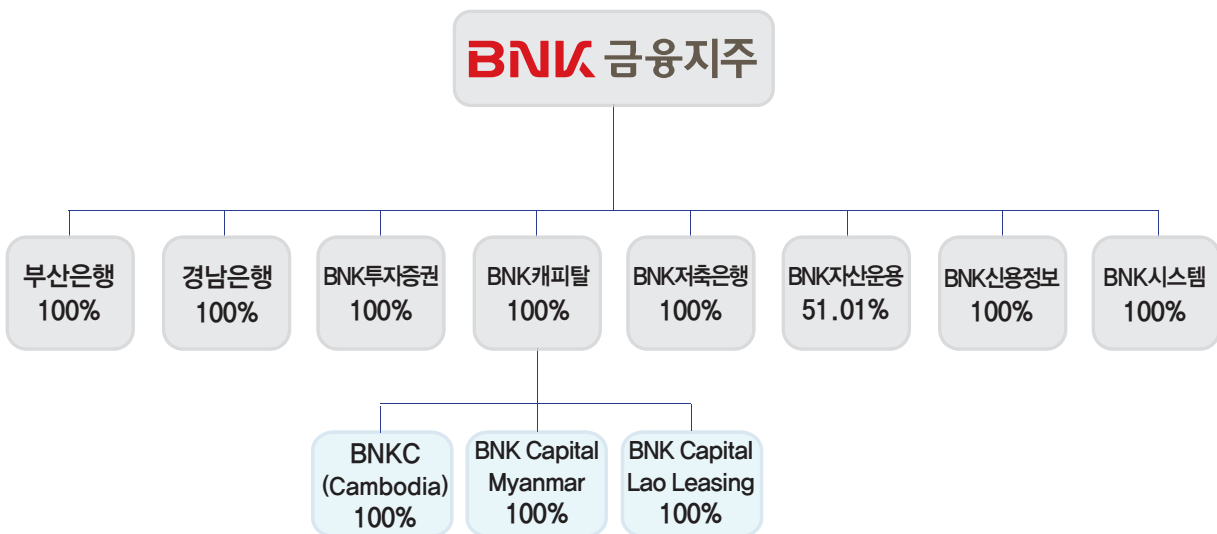 BNK 금융지주
부산은행
100%
경남은행
100%
BNK투자증권
100%
BNK캐피탈
100%
BNK저축은행
100%
BNK자산운용
51.01%
BNK신용정보
100%
BNK시스템
100%
BNKC
(Cambodia)
100%
BNK Capital
Myanmar
100%
BNK Capital
Lao Leasing
100%